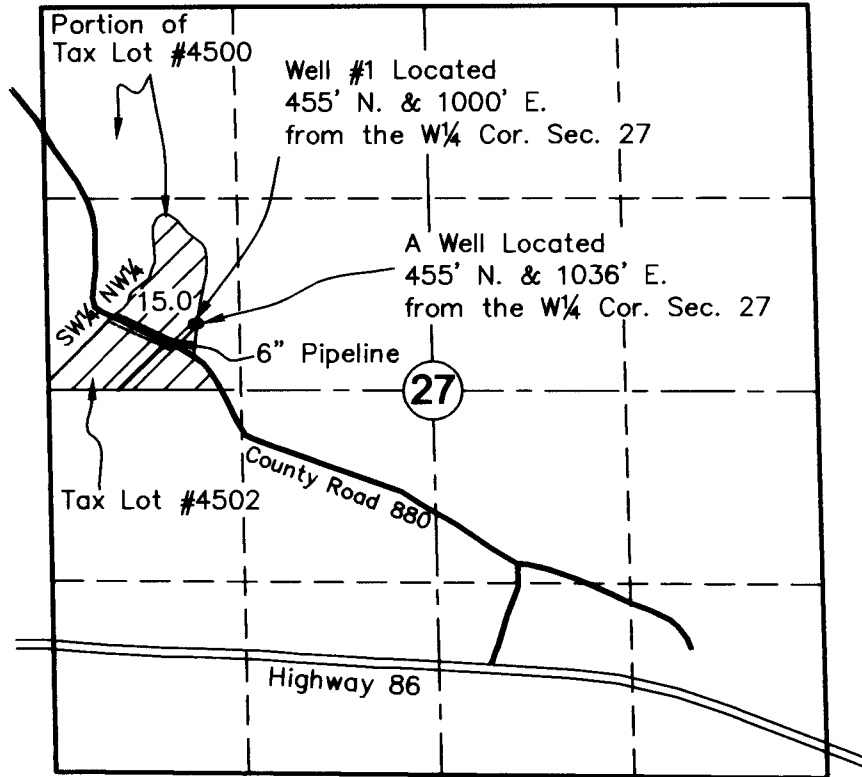 Portion of
Tax Lot #4500
Well #1 Located
455' N. & 1000' E.
from the W¼ Cor. Sec. 27
A Well Located
455' N. & 1036' E.
from the W¼ Cor. Sec. 27
SW¼ NW¼
15.0
6" Pipeline
27
Tax Lot #4502
County Road 880
Highway 86